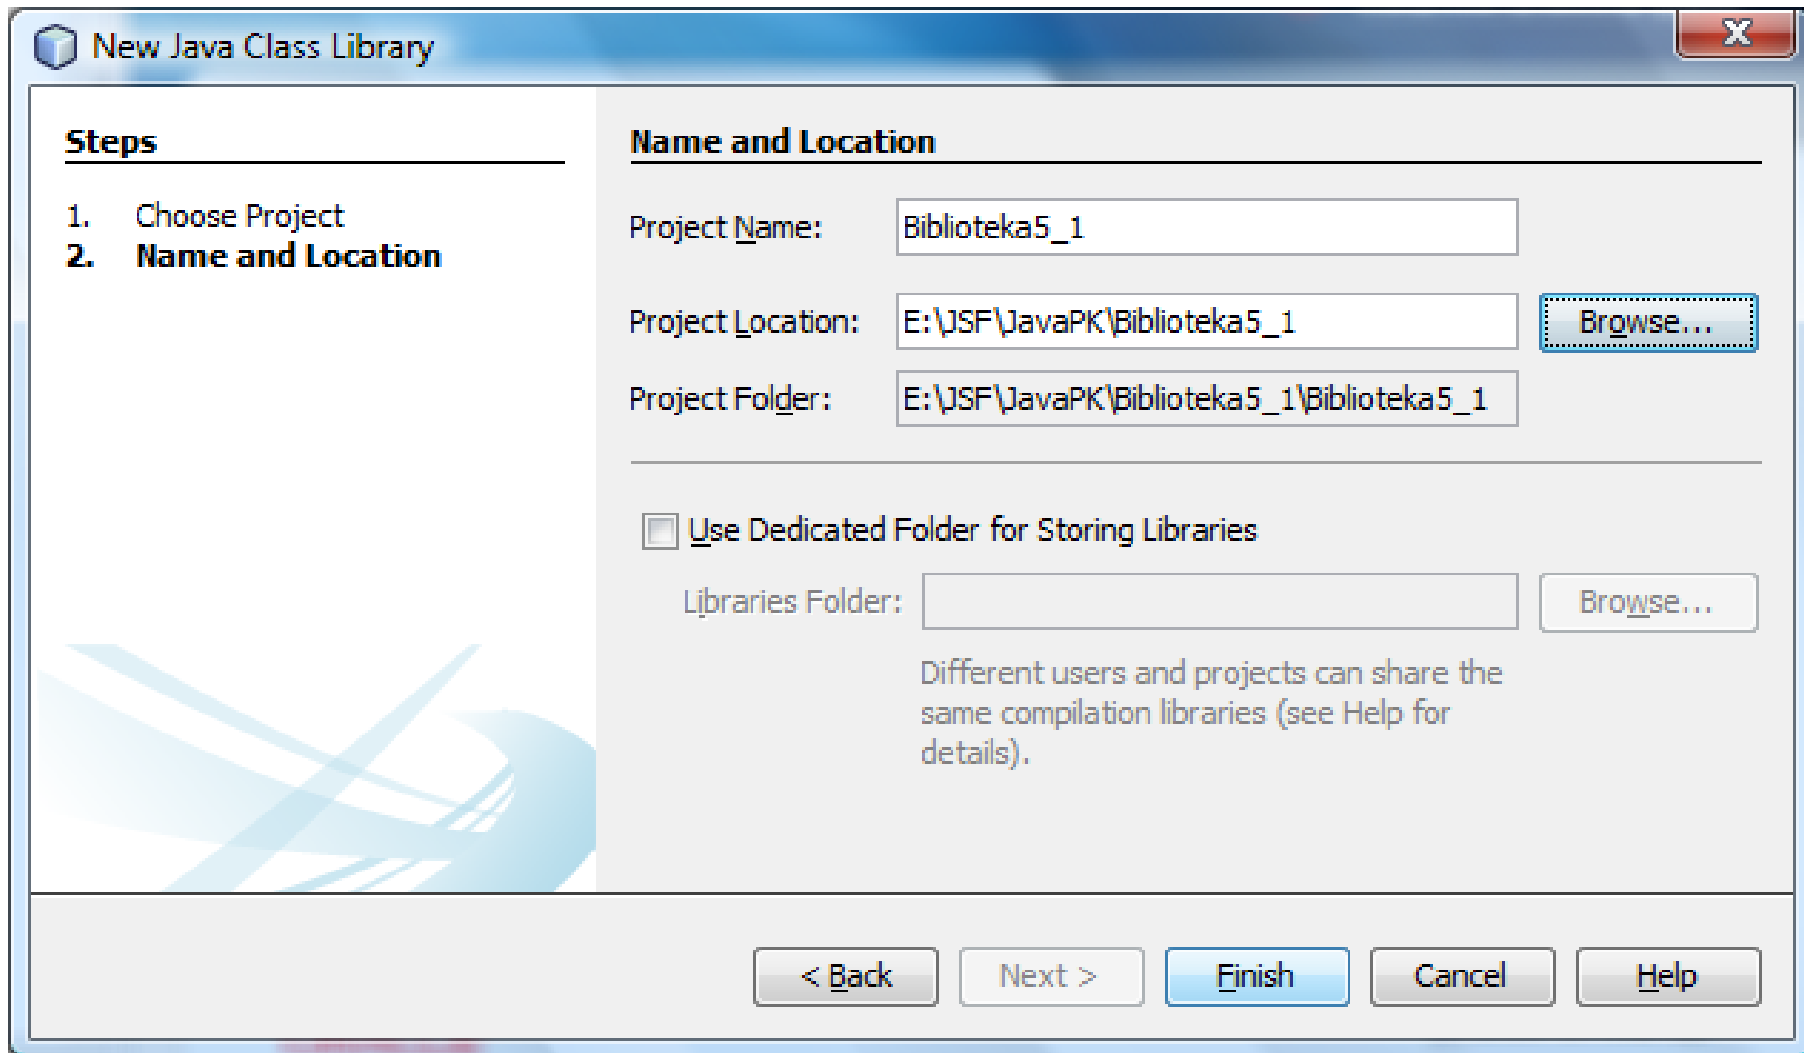 New Java Class Library
Steps
1. Choose Project
2. Name and Location
Name and Location
Project Name: Biblioteka5_1
Project Location: E:\JSF\JavaPK\Biblioteka5_1 Browse...
Project Folder: E:\JSF\JavaPK\Biblioteka5_1\Biblioteka5_1
Use Dedicated Folder for Storing Libraries
Libraries Folder: Browse...
Different users and projects can share the
same compilation libraries (see Help for
details).
< Back Next > Finish Cancel Help